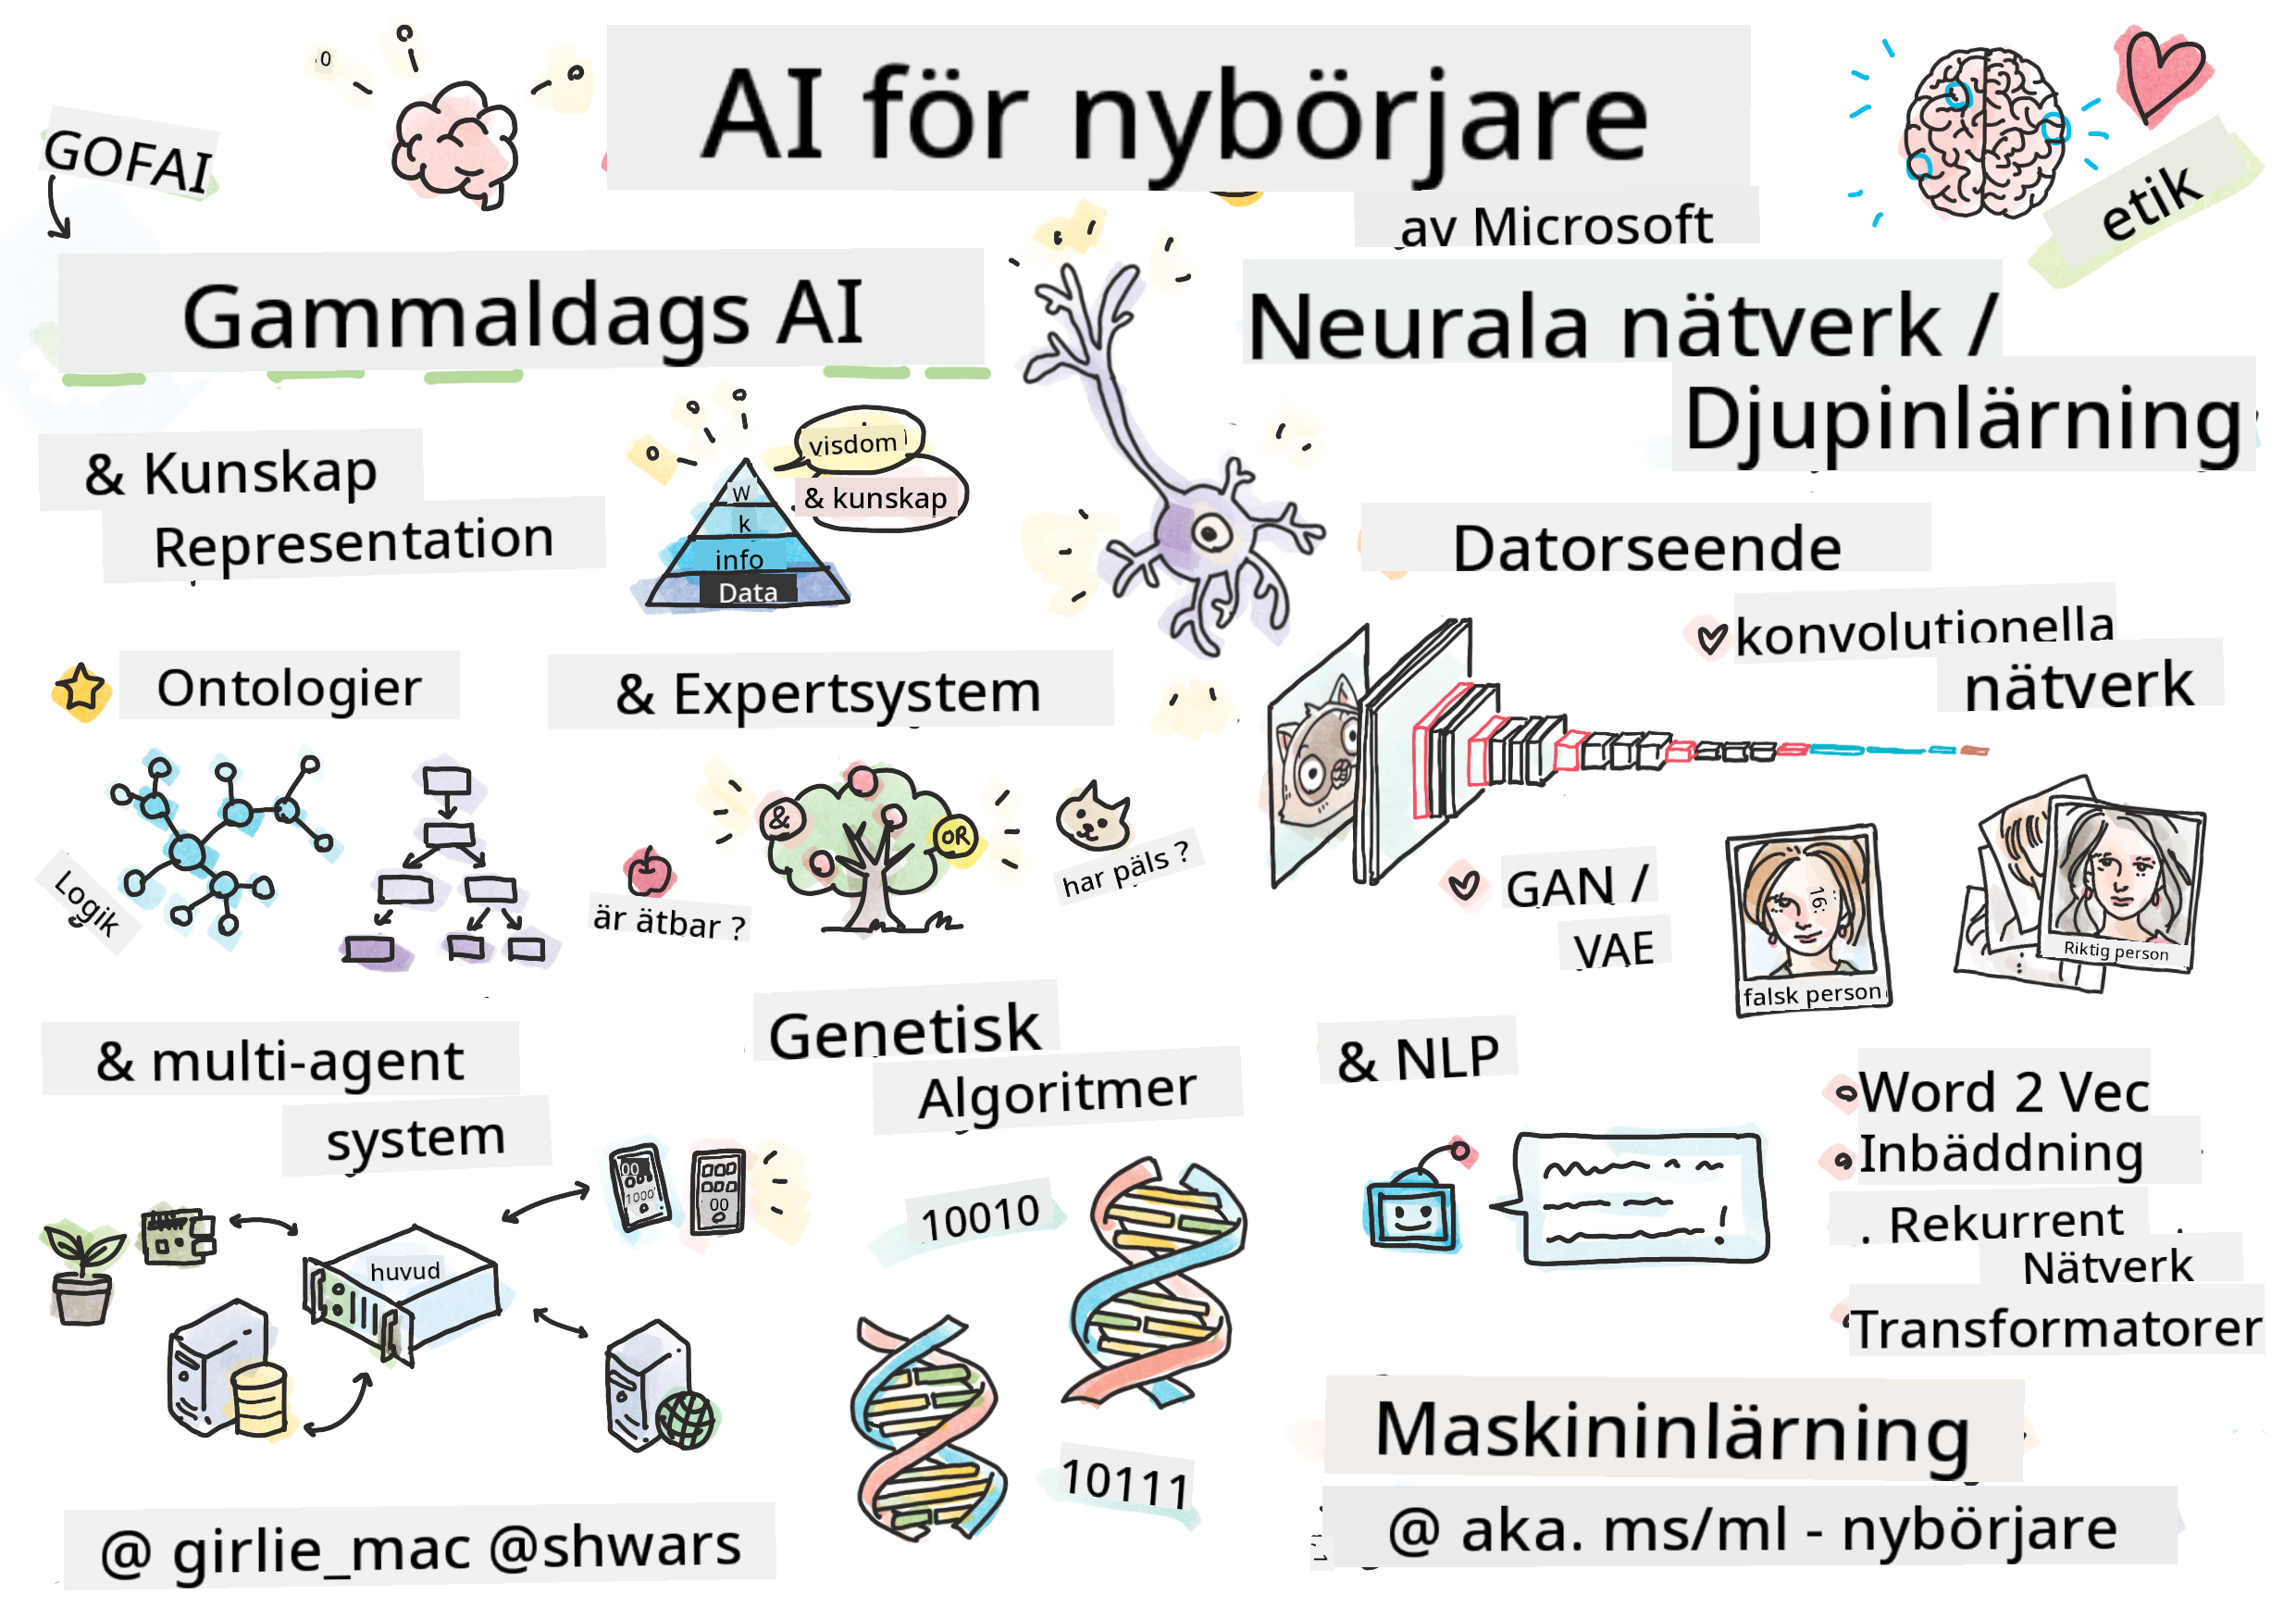 AI för nybörjare
av Microsoft
GOFAI
etik
Gammaldags AI
& Kunskap
Representation
visdom
& kunskap
W
k
info
Data
Ontologier
& Expertsystem
Logik
&
OR
är ätbar ?
har päls ?
& multi-agent
system
huvud
Genetisk
Algoritmer
10010
10111
@ girlie_mac @shwars
Neurala nätverk /
Djupinlärning
Datorseende
konvolutionella
nätverk
GAN /
VAE
falsk person
Riktig person
& NLP
Word 2 Vec
Inbäddning
. Rekurrent
Nätverk
Transformatorer
Maskininlärning
@ aka. ms/ml - nybörjare